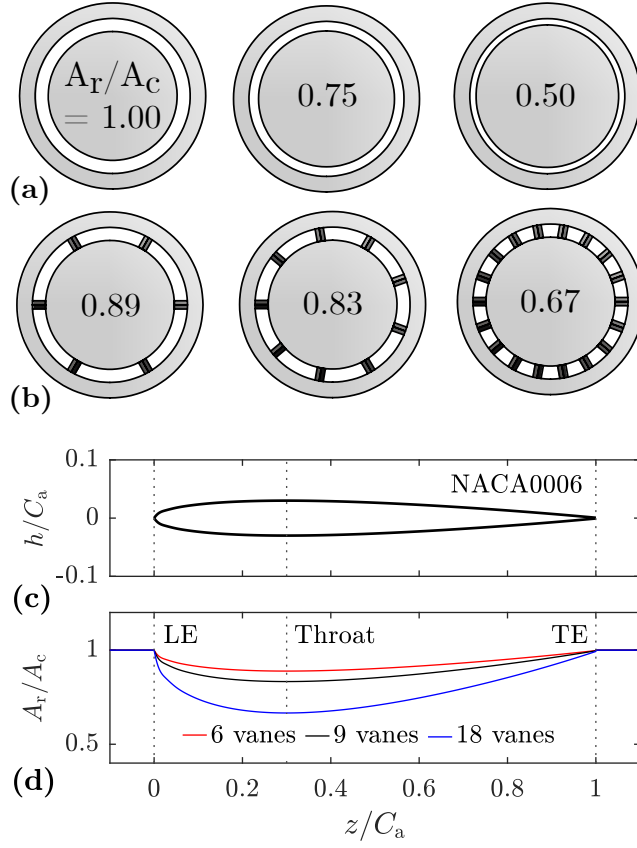 A_r/A_c
= 1.00
0.75
0.50
(a)
0.89
0.83
0.67
(b)
0.1
NACA0006
h/C_a
0
-0.1
(c)
LE
Throat
TE
1
A_r/A_c
6 vanes
9 vanes
18 vanes
0.5
(d)
0
0.2
0.4
0.6
0.8
1
z/C_a